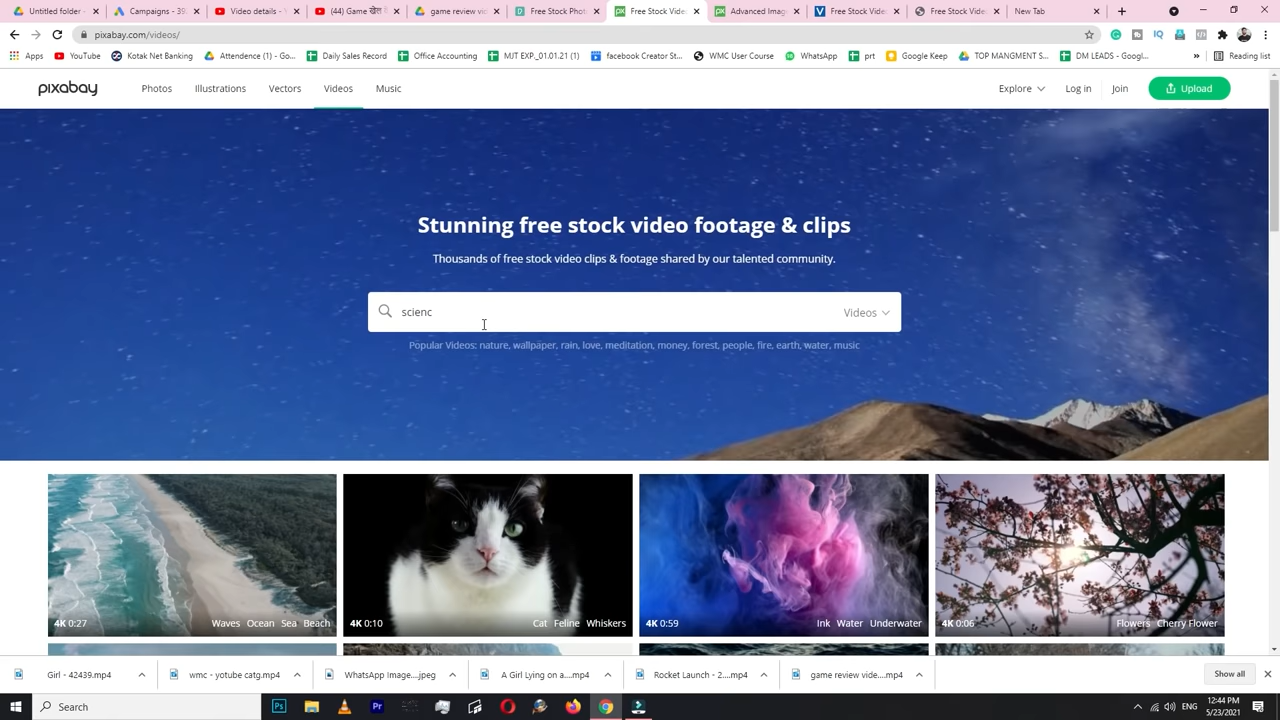 Untitled folder -
Campaigns - 39
Video details - Y
(44) Game खेल
game review vid
Free Stock Phot
Free Stock Vide
Advanced Imag
Free Stock Video
Free Stock Video
New Tab
pixabay.com/videos/
Apps
YouTube
Kotak Net Banking
Attendence (1) - Go...
Daily Sales Record
Office Accounting
MJT EXP_01.01.21 (1)
facebook Creator St...
WMC User Course
WhatsApp
prt
Google Keep
TOP MANGMENT S...
DM LEADS - Googl...
»
Reading list
pixabay
Photos
Illustrations
Vectors
Videos
Music
Explore
Log in
Join
Upload
Stunning free stock video footage & clips
Thousands of free stock video clips & footage shared by our talented community.
scienc
Videos
Popular Videos: nature, wallpaper, rain, love, meditation, money, forest, people, fire, earth, water, music
4K 0:27
Waves Ocean Sea Beach
4K 0:10
Cat Feline Whiskers
4K 0:59
Ink Water Underwater
4K 0:06
Flowers Cherry Flower
Girl - 42439.mp4
wmc - yotube catg.mp4
WhatsApp Image....jpeg
A Girl Lying on a....mp4
Rocket Launch - 2....mp4
game review vide....mp4
Show all
Search
ENG
12:44 PM
5/23/2021